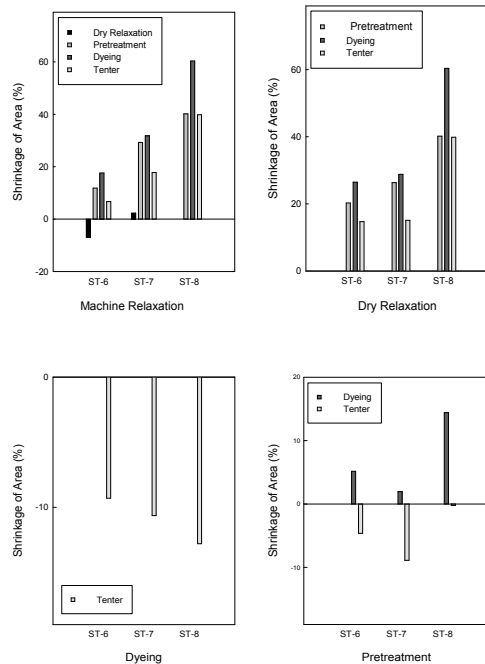 Dry Relaxation
Pretreatment
Dyeing
Tenter
Shrinkage of Area (%)
60
40
20
0
-20
ST-6 ST-7 ST-8
Machine Relaxation
Pretreatment
Dyeing
Tenter
Shrinkage of Area (%)
60
40
20
0
ST-6 ST-7 ST-8
Dry Relaxation
Shrinkage of Area (%)
0
-10
Tenter
ST-6 ST-7 ST-8
Dyeing
Dyeing
Tenter
Shrinkage of Area (%)
20
10
0
-10
ST-6 ST-7 ST-8
Pretreatment